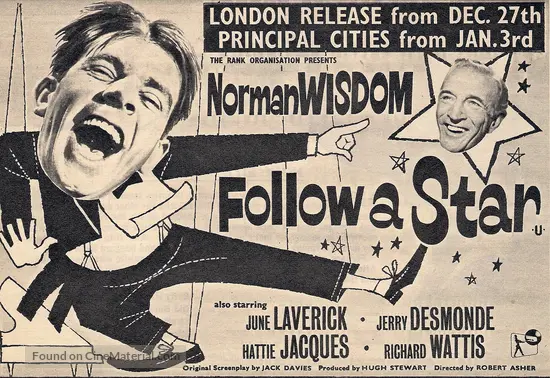 LONDON RELEASE from DEC. 27th
PRINCIPAL CITIES from JAN. 3rd
THE RANK ORGANISATION PRESENTS
Norman WISDOM
Follow a Star
U
also starring
JUNE LAVERICK · JERRY DESMONDE
HATTIE JACQUES · RICHARD WATTIS
Original Screenplay by JACK DAVIES Produced by HUGH STEWART Directed by ROBERT ASHER
Found on CineMaterial.com